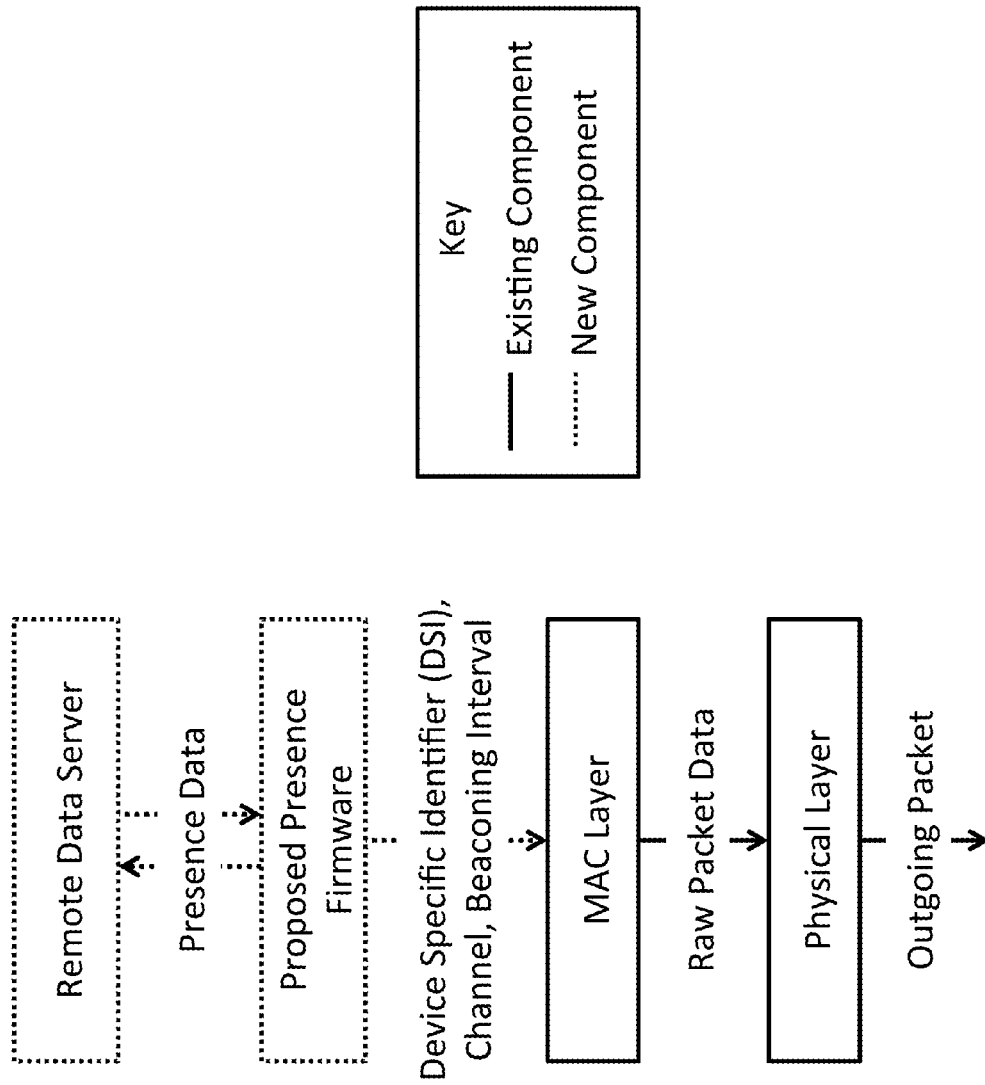 Remote Data Server
Presence Data
Proposed Presence
Firmware
Device Specific Identifier (DSI),
Channel, Beaconing Interval
MAC Layer
Raw Packet Data
Physical Layer
Outgoing Packet
Key
Existing Component
New Component